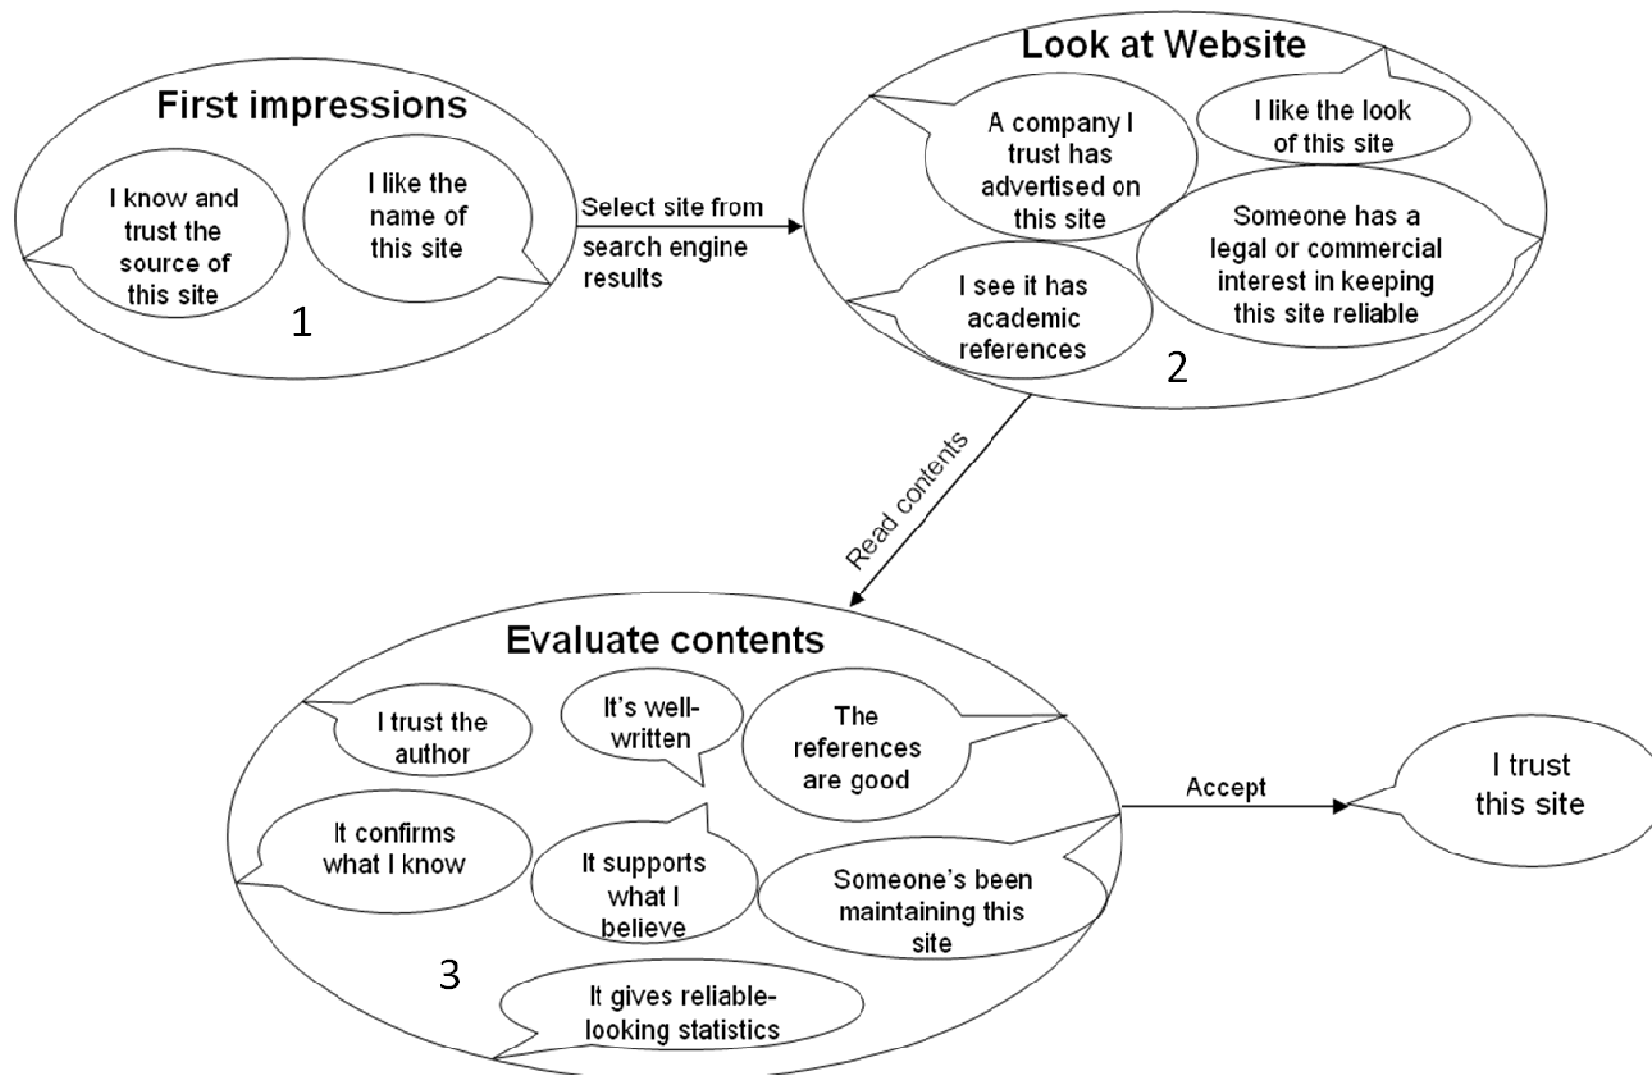 First impressions
I know and
trust the
source of
this site
I like the
name of
this site
1
Select site from
search engine
results
Look at Website
A company I
trust has
advertised on
this site
I like the look
of this site
Someone has a
legal or commercial
interest in keeping
this site reliable
I see it has
academic
references
2
Read contents
Evaluate contents
I trust the
author
It's well-
written
The
references
are good
It confirms
what I know
It supports
what I
believe
Someone's been
maintaining this
site
3
It gives reliable-
looking statistics
Accept
I trust
this site